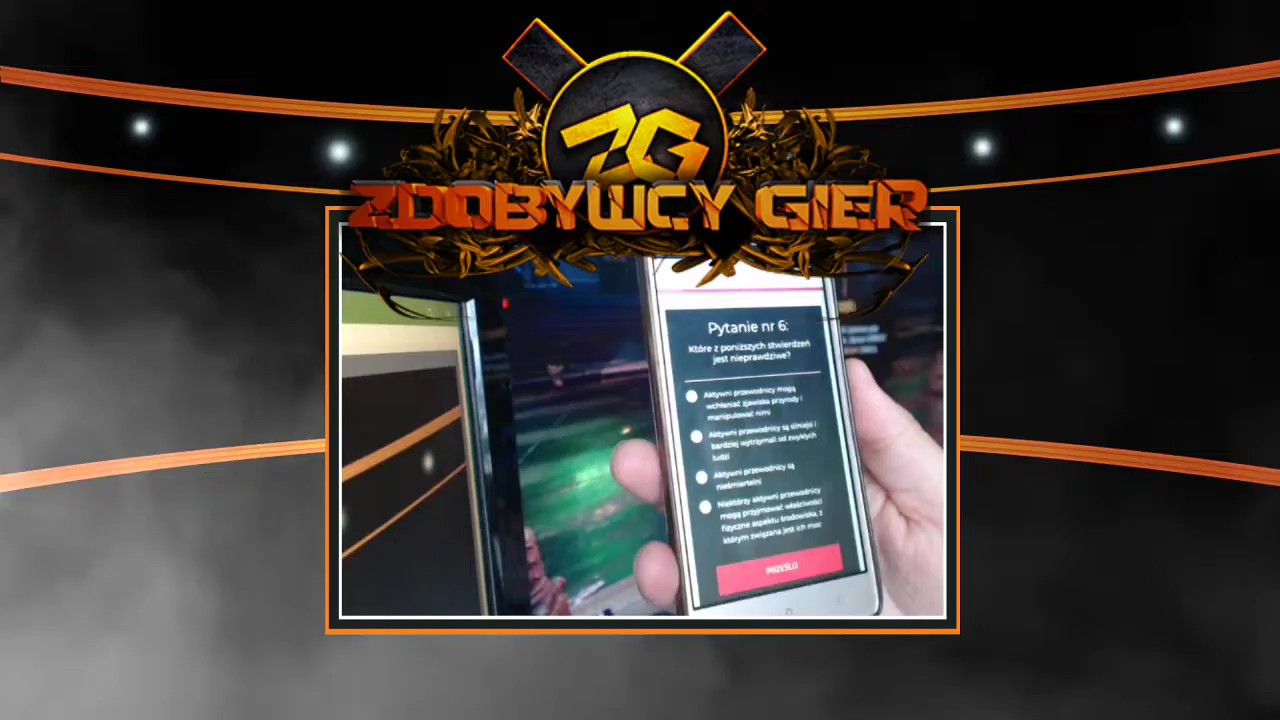 ZG
ZDOBYWCY GIER
Pytanie nr 6:
Które z poniższych stwierdzeń
jest nieprawdziwe?
Aktywni przewodnicy mogą
wchłaniać zjawiska przyrody i
manipulować nimi
Aktywni przewodnicy są silniejsi i
bardziej wytrzymali od zwykłych
ludzi
Aktywni przewodnicy są
nieśmiertelni
Niektórzy aktywni przewodnicy
mogą przyjmować właściwości
fizyczne aspektu środowiska, z
którym związana jest ich moc
PRZEŚLIJ